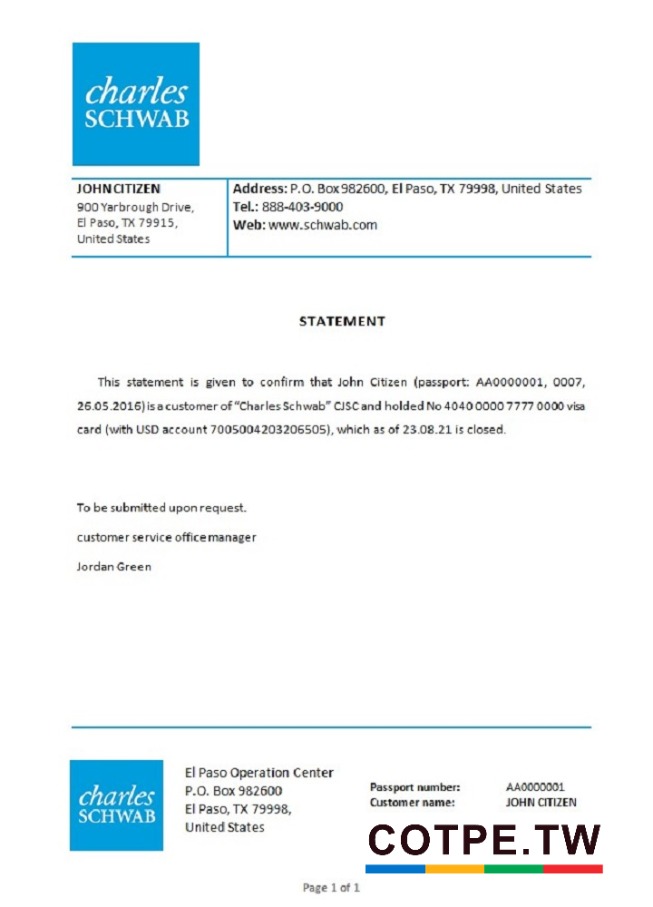 charles
SCHWAB
JOHN CITIZEN
900 Yarbrough Drive,
El Paso, TX 79915,
United States
Address: P.O. Box 982600, El Paso, TX 79998, United States
Tel.: 888-403-9000
Web: www.schwab.com
STATEMENT
This statement is given to confirm that John Citizen (passport: AA0000001, 0007,
26.05.2016) is a customer of “Charles Schwab” CJSC and holded No 4040 0000 7777 0000 visa
card (with USD account 7005004203206505), which as of 23.08.21 is closed.
To be submitted upon request.
customer service office manager
Jordan Green
charles
SCHWAB
El Paso Operation Center
P.O. Box 982600
El Paso, TX 79998,
United States
Passport number: AA0000001
Customer name: JOHN CITIZEN
COTPE.TW
Page 1 of 1